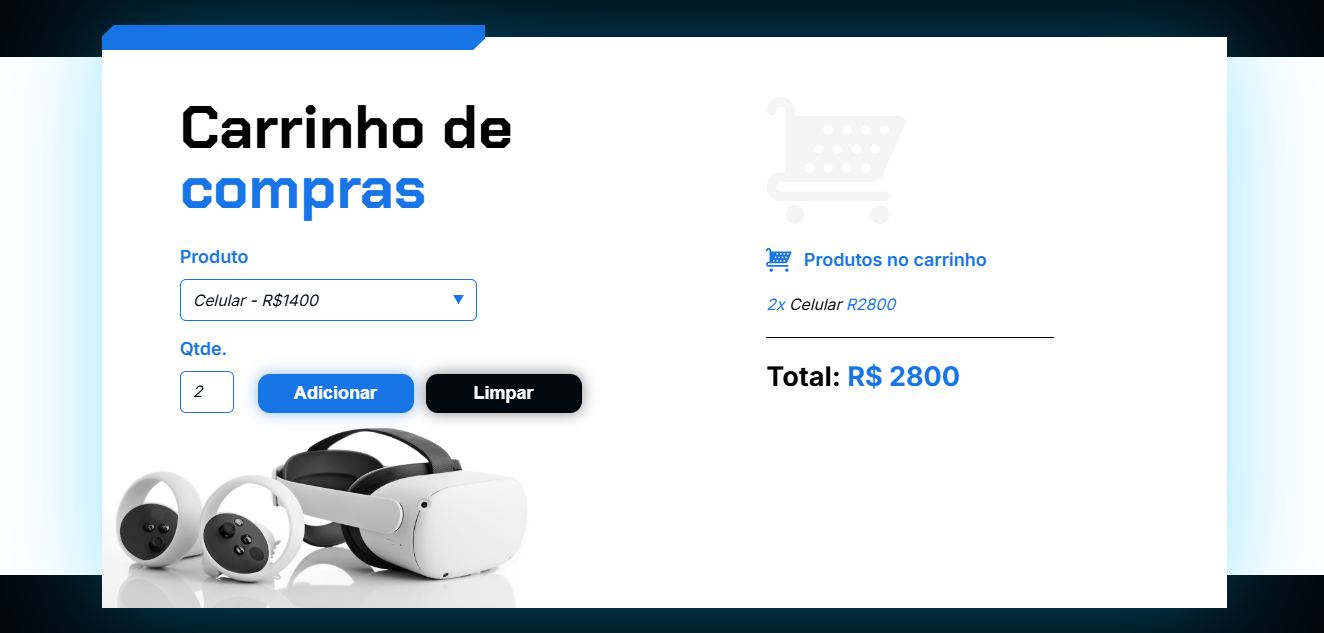 Carrinho de
compras
Produto
Celular - R$1400
Qtde.
2
Adicionar
Limpar
Produtos no carrinho
2x Celular R2800
Total: R$ 2800